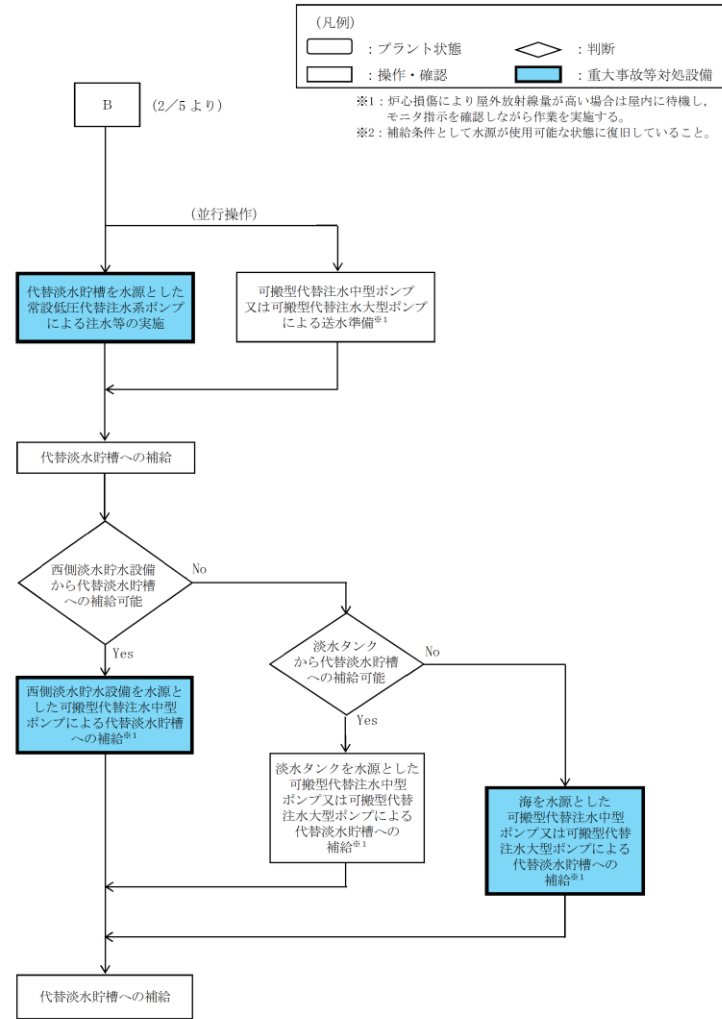 (凡例)
：プラント状態
：判断
：操作・確認
：重大事故等対処設備
※1：炉心損傷により屋外放射線量が高い場合は屋内に待機し，
モニタ指示を確認しながら作業を実施する。
※2：補給条件として水源が使用可能な状態に復旧していること。
B
(2／5より)
(並行操作)
代替淡水貯槽を水源とした
常設低圧代替注水系ポンプ
による注水等の実施
可搬型代替注水中型ポンプ
又は可搬型代替注水大型ポンプ
による送水準備※1
代替淡水貯槽への補給
西側淡水貯水設備
から代替淡水貯槽
への補給可能
No
Yes
淡水タンク
から代替淡水貯槽
への補給可能
No
Yes
西側淡水貯水設備を水源と
した可搬型代替注水中型
ポンプによる代替淡水貯槽
への補給※1
淡水タンクを水源とした
可搬型代替注水中型
ポンプ又は可搬型代替
注水大型ポンプによる
代替淡水貯槽への
補給※1
海を水源とした
可搬型代替注水中型
ポンプ又は可搬型代替
注水大型ポンプによる
代替淡水貯槽への
補給※1
代替淡水貯槽への補給